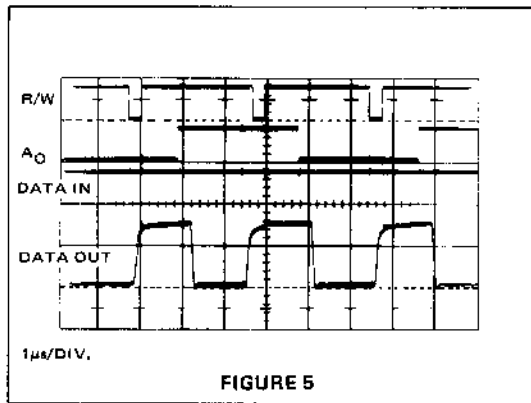 R/W
A0
DATA IN
DATA OUT
1μs/DIV.
FIGURE 5